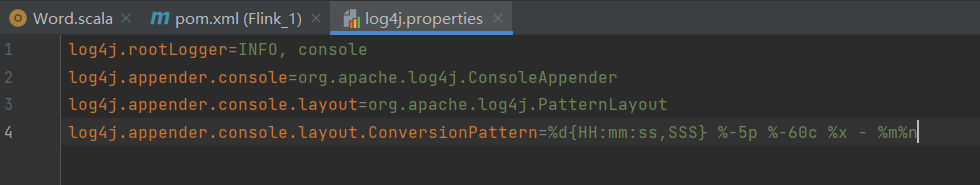 Word.scala × pom.xml (Flink_1) × log4j.properties ×
1 log4j.rootLogger=INFO, console
2 log4j.appender.console=org.apache.log4j.ConsoleAppender
3 log4j.appender.console.layout=org.apache.log4j.PatternLayout
4 log4j.appender.console.layout.ConversionPattern=%d{HH:mm:ss,SSS} %-5p %-60c %x - %m%n